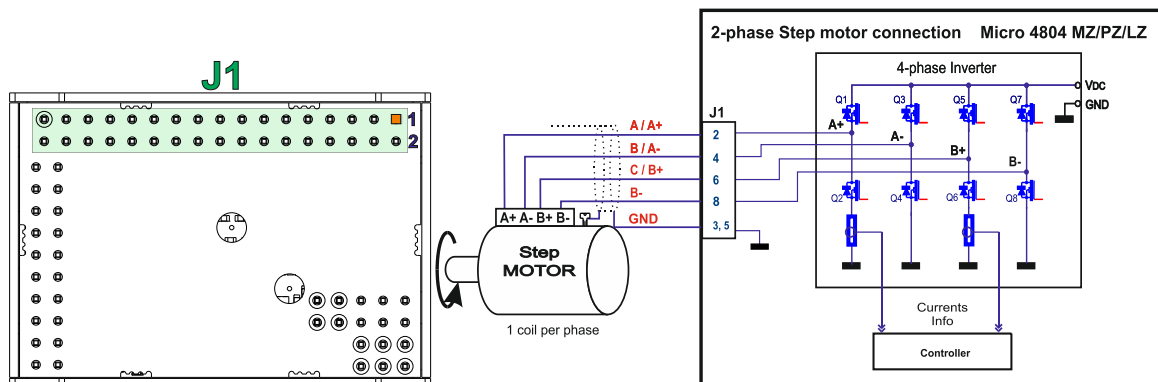 J1
1
2
A / A+
B / A-
C / B+
B-
GND
A+ A- B+ B-
Step
MOTOR
1 coil per phase
2-phase Step motor connection Micro 4804 MZ/PZ/LZ
J1
2
4
6
8
3, 5
4-phase Inverter
VDC
GND
Q1 Q3 Q5 Q7
A+
A-
B+
B-
Q2 Q4 Q6 Q8
Currents
Info
Controller